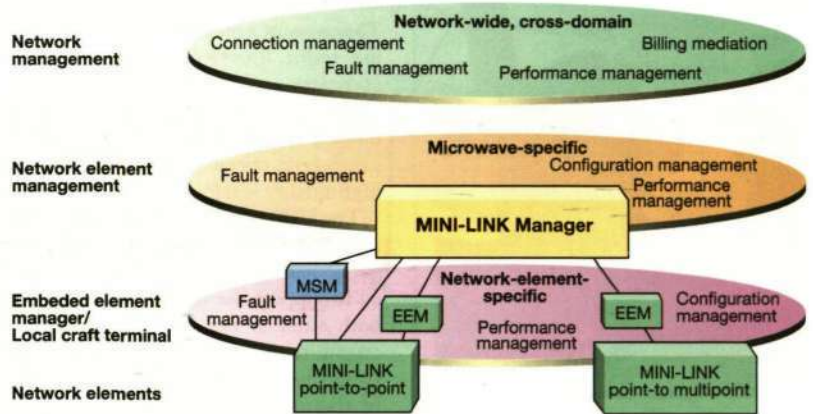 Network-wide, cross-domain
Network
management
Connection management
Billing mediation
Fault management
Performance management
Microwave-specific
Network element
management
Fault management
Configuration management
Performance
management
MINI-LINK Manager
MSM
Network-element-
specific
Embeded element
manager/
Local craft terminal
Fault
management
EEM
Performance
management
EEM
Configuration
management
MINI-LINK
point-to-point
MINI-LINK
point-to multipoint
Network elements